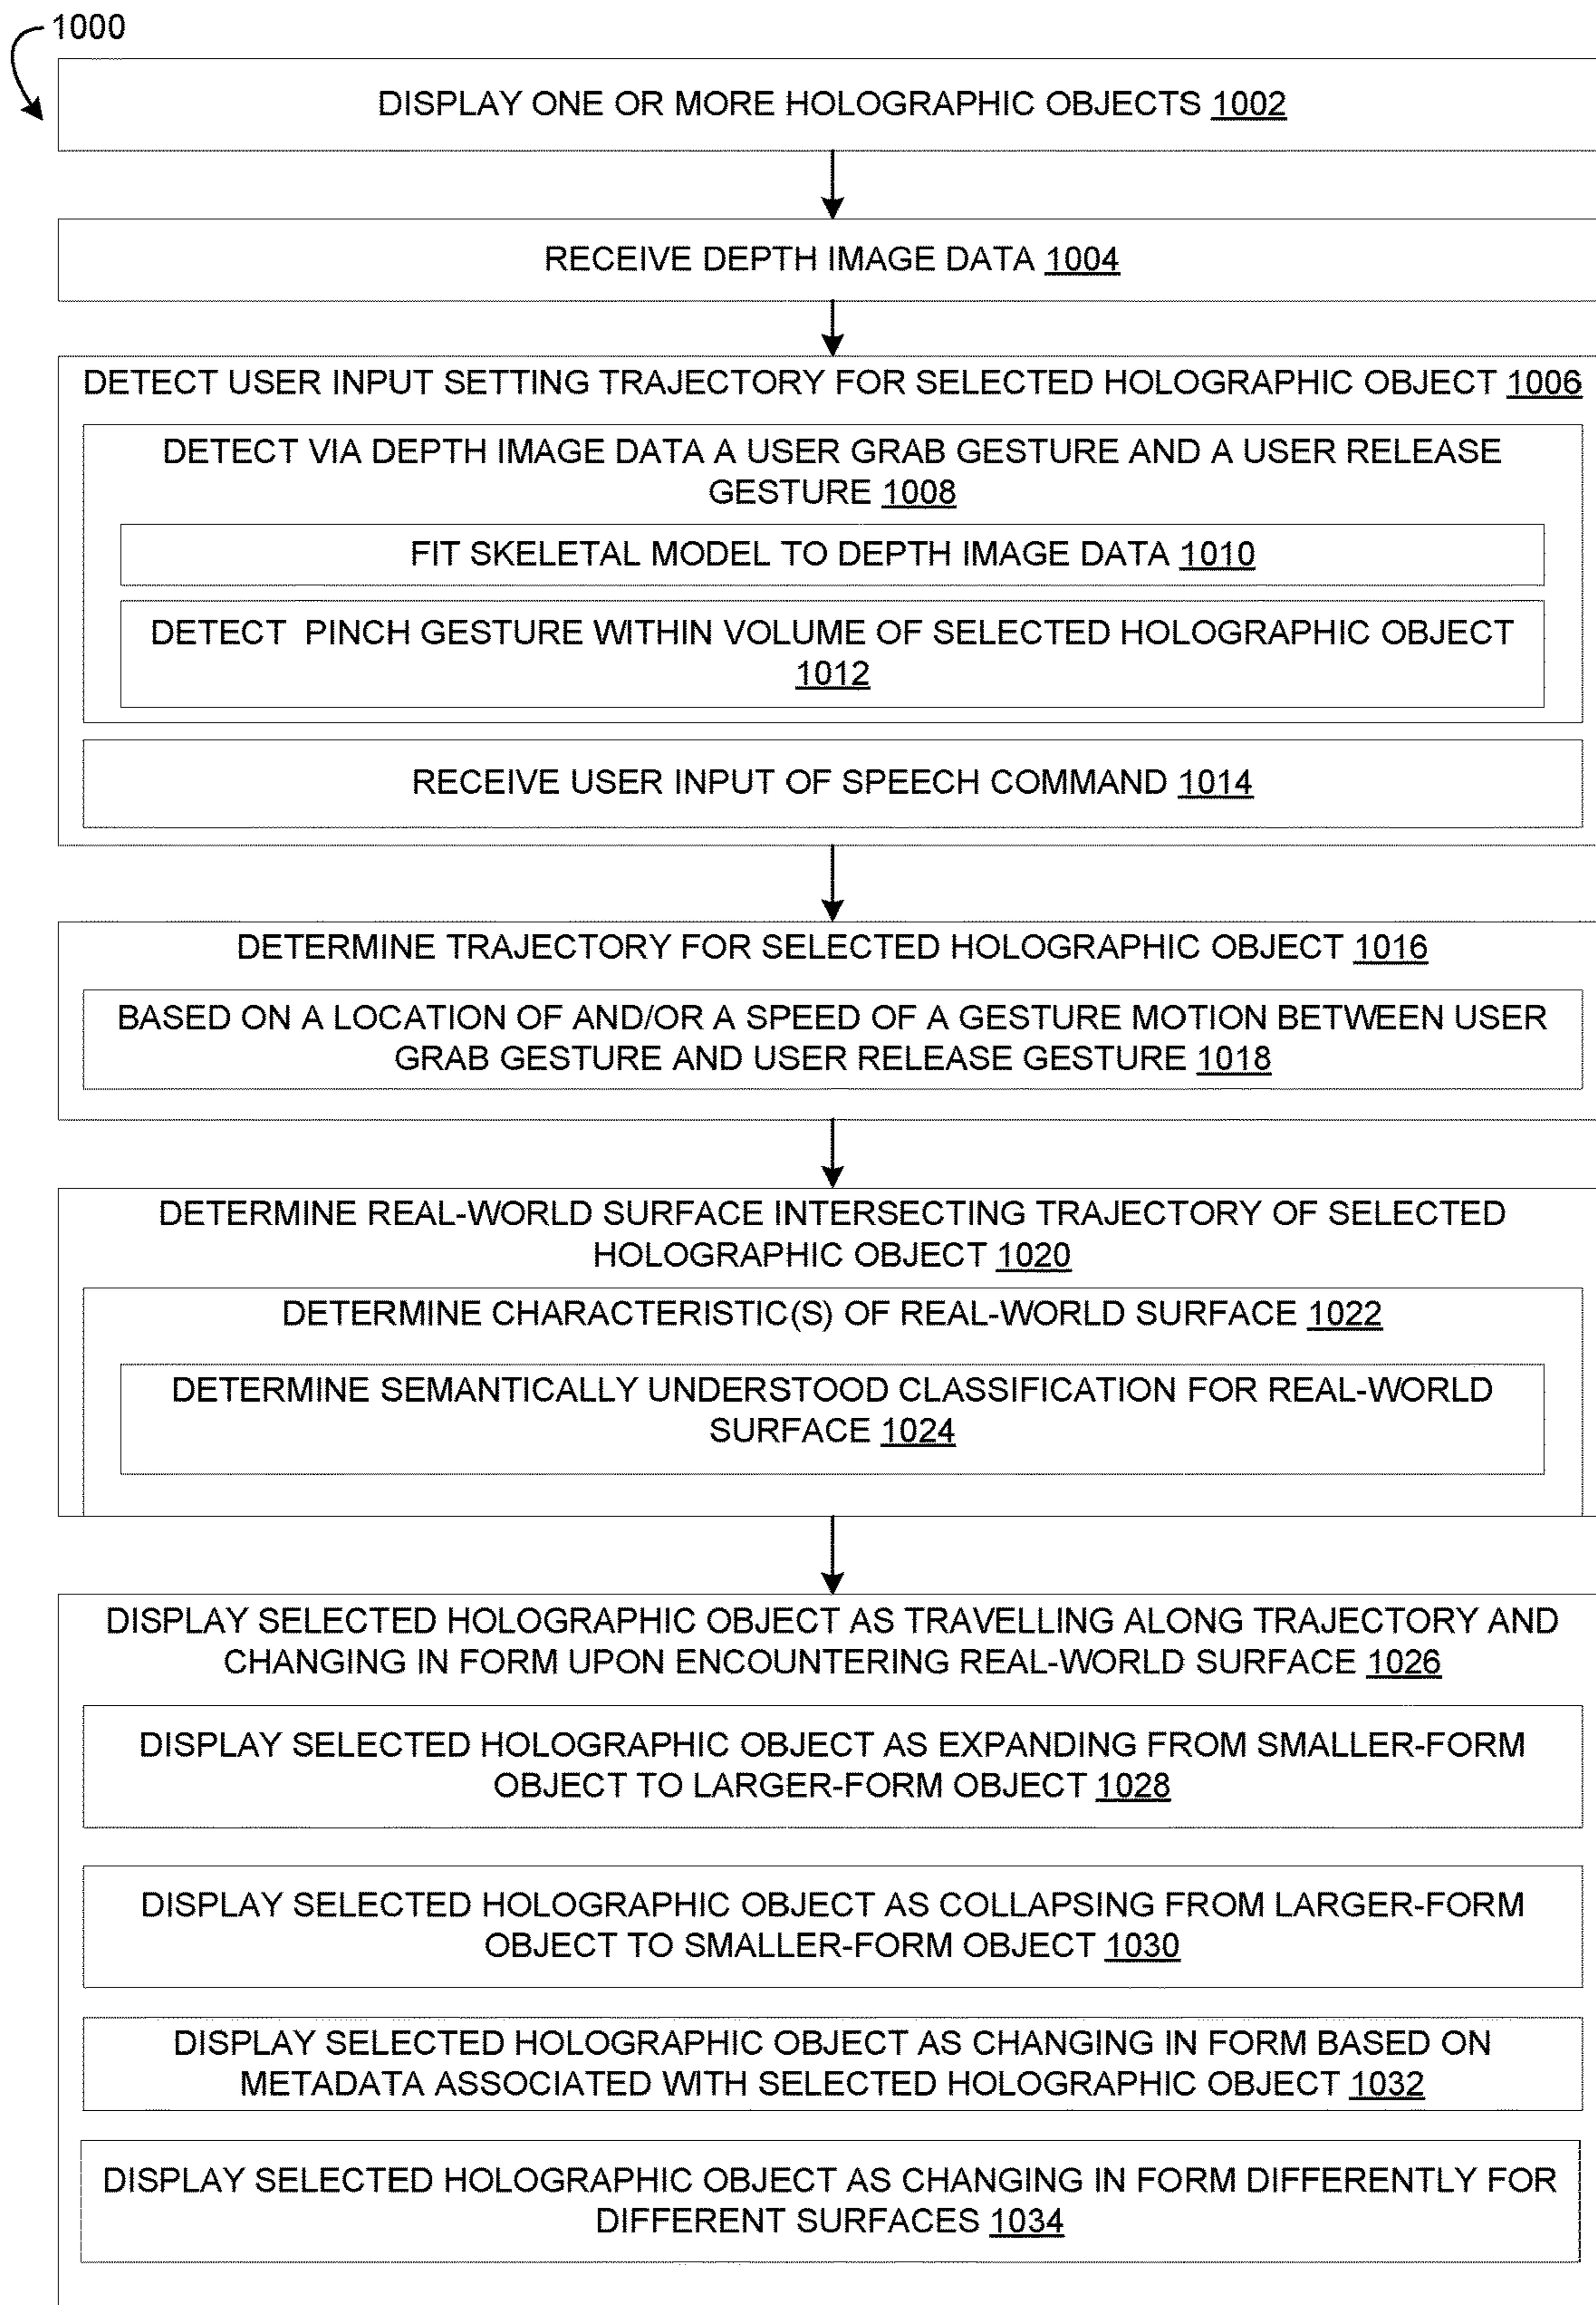 1000
DISPLAY ONE OR MORE HOLOGRAPHIC OBJECTS 1002
RECEIVE DEPTH IMAGE DATA 1004
DETECT USER INPUT SETTING TRAJECTORY FOR SELECTED HOLOGRAPHIC OBJECT 1006
DETECT VIA DEPTH IMAGE DATA A USER GRAB GESTURE AND A USER RELEASE
GESTURE 1008
FIT SKELETAL MODEL TO DEPTH IMAGE DATA 1010
DETECT PINCH GESTURE WITHIN VOLUME OF SELECTED HOLOGRAPHIC OBJECT
1012
RECEIVE USER INPUT OF SPEECH COMMAND 1014
DETERMINE TRAJECTORY FOR SELECTED HOLOGRAPHIC OBJECT 1016
BASED ON A LOCATION OF AND/OR A SPEED OF A GESTURE MOTION BETWEEN USER
GRAB GESTURE AND USER RELEASE GESTURE 1018
DETERMINE REAL-WORLD SURFACE INTERSECTING TRAJECTORY OF SELECTED
HOLOGRAPHIC OBJECT 1020
DETERMINE CHARACTERISTIC(S) OF REAL-WORLD SURFACE 1022
DETERMINE SEMANTICALLY UNDERSTOOD CLASSIFICATION FOR REAL-WORLD
SURFACE 1024
DISPLAY SELECTED HOLOGRAPHIC OBJECT AS TRAVELLING ALONG TRAJECTORY AND
CHANGING IN FORM UPON ENCOUNTERING REAL-WORLD SURFACE 1026
DISPLAY SELECTED HOLOGRAPHIC OBJECT AS EXPANDING FROM SMALLER-FORM
OBJECT TO LARGER-FORM OBJECT 1028
DISPLAY SELECTED HOLOGRAPHIC OBJECT AS COLLAPSING FROM LARGER-FORM
OBJECT TO SMALLER-FORM OBJECT 1030
DISPLAY SELECTED HOLOGRAPHIC OBJECT AS CHANGING IN FORM BASED ON
METADATA ASSOCIATED WITH SELECTED HOLOGRAPHIC OBJECT 1032
DISPLAY SELECTED HOLOGRAPHIC OBJECT AS CHANGING IN FORM DIFFERENTLY FOR
DIFFERENT SURFACES 1034